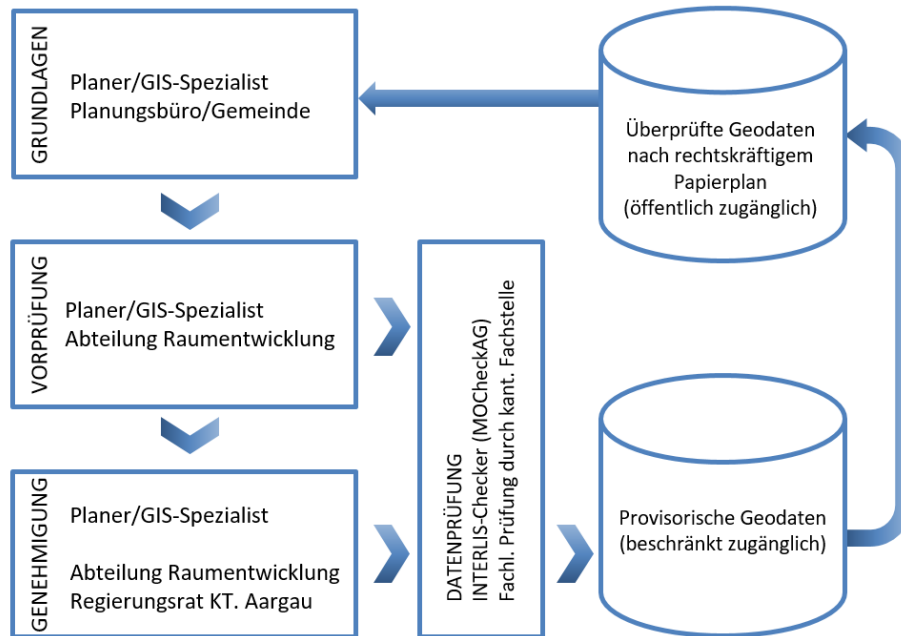 GRUNDLAGEN
Planer/GIS-Spezialist
Planungsbüro/Gemeinde
Überprüfte Geodaten
nach rechtskräftigem
Papierplan
(öffentlich zugänglich)
VORPRÜFUNG
Planer/GIS-Spezialist
Abteilung Raumentwicklung
DATENPRÜFUNG
INTERLIS-Checker (MOCheckAG)
Fachl. Prüfung durch kant. Fachstelle
GENEHMIGUNG
Planer/GIS-Spezialist
Abteilung Raumentwicklung
Regierungsrat KT. Aargau
Provisorische Geodaten
(beschränkt zugänglich)